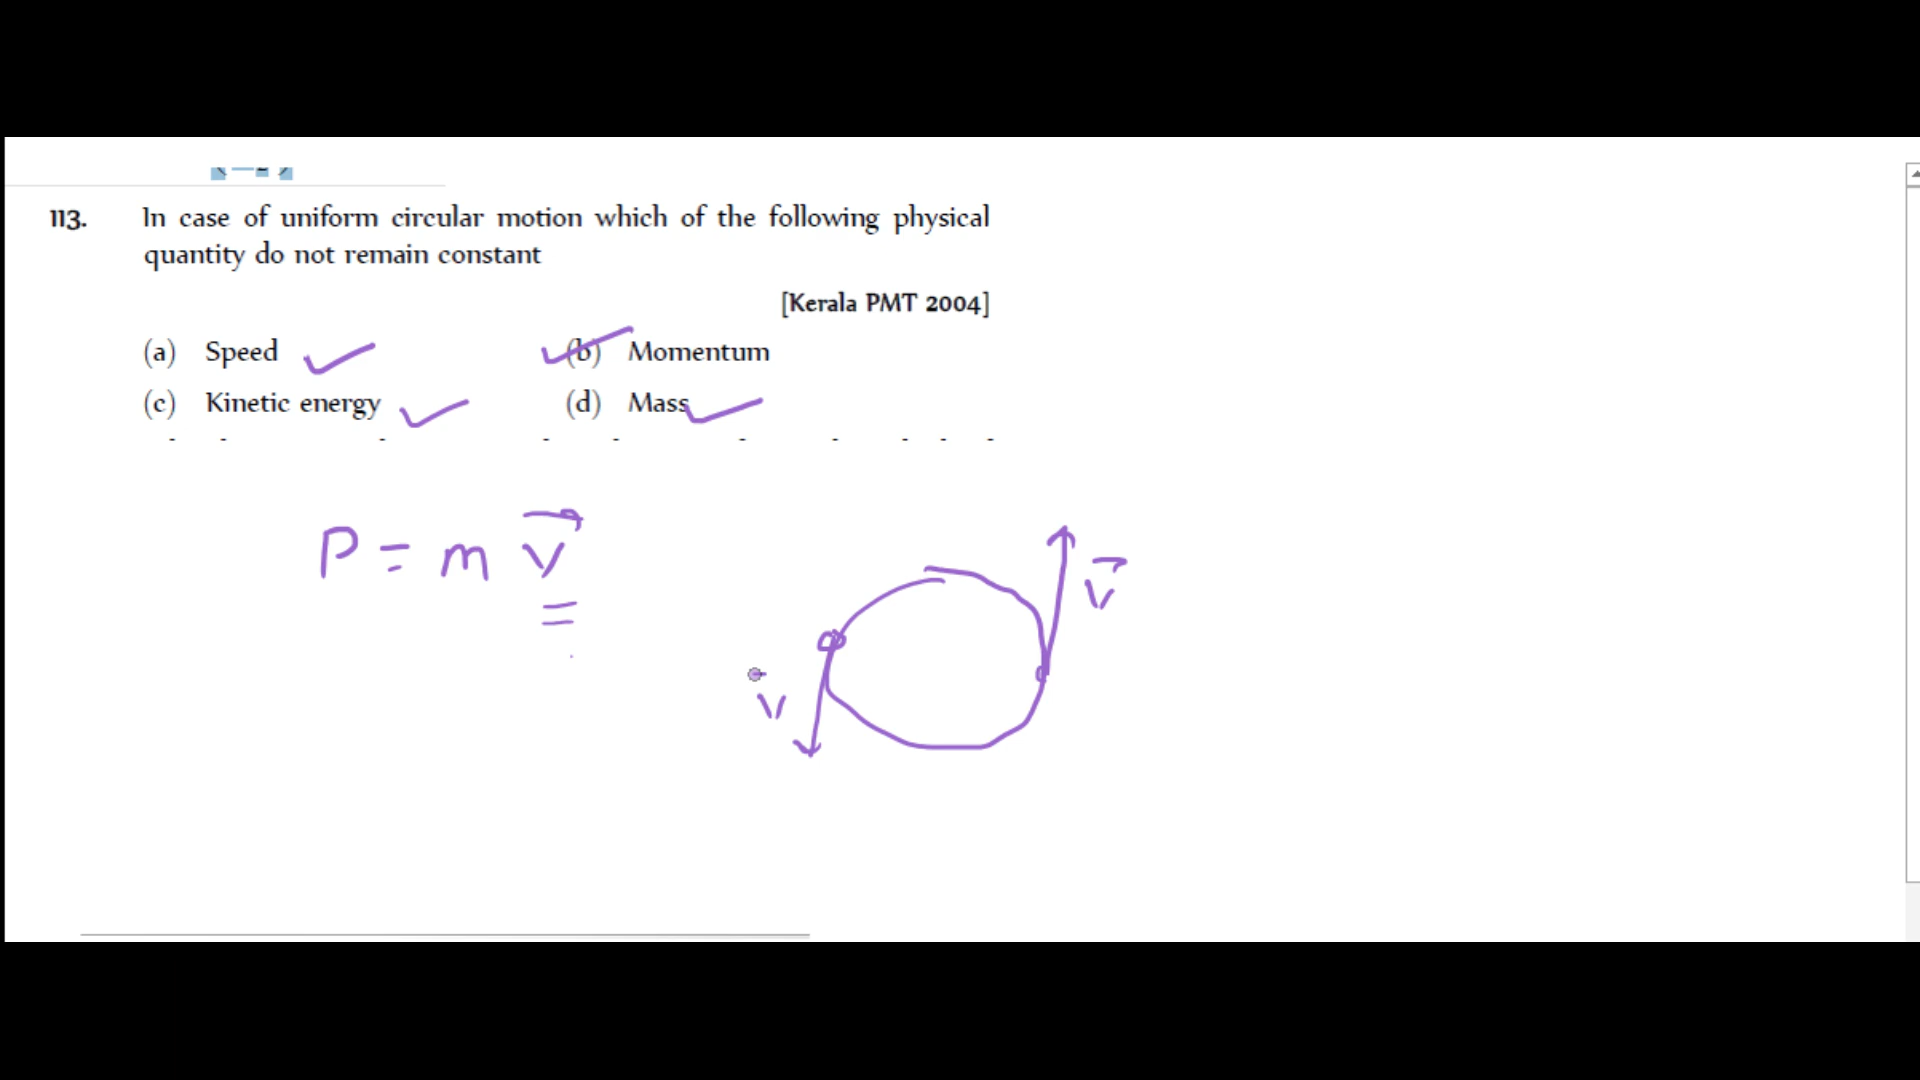 113. In case of uniform circular motion which of the following physical
quantity do not remain constant
[Kerala PMT 2004]
(a) Speed (b) Momentum
(c) Kinetic energy (d) Mass
P = m v⃗
v⃗
v